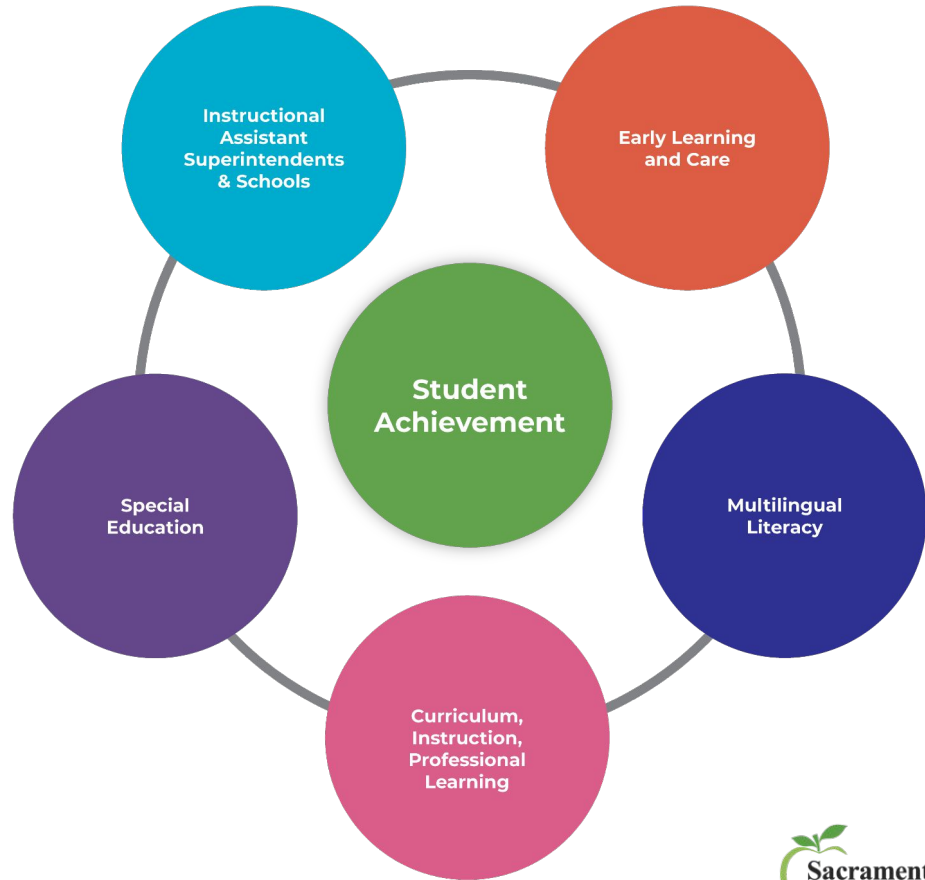 Instructional
Assistant
Superintendents
& Schools
Early Learning
and Care
Student
Achievement
Special
Education
Multilingual
Literacy
Curriculum,
Instruction,
Professional
Learning